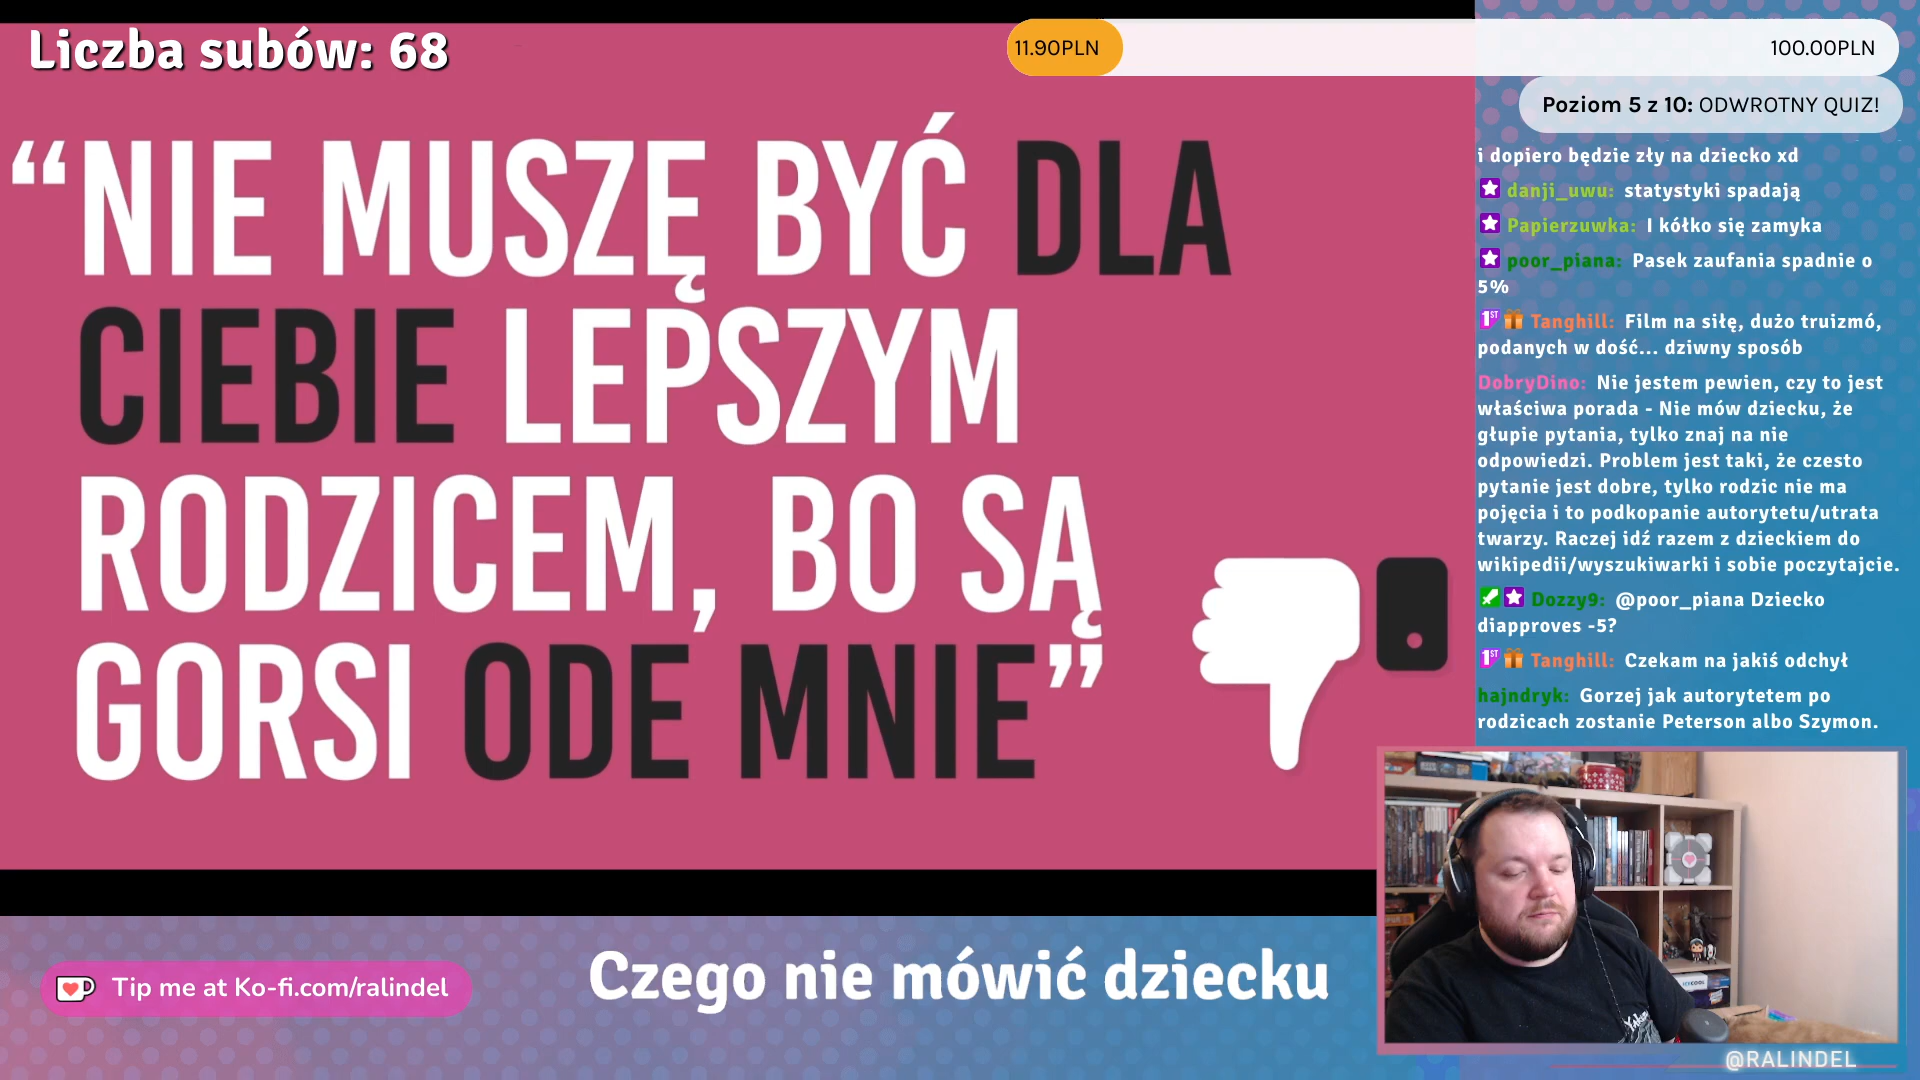 Liczba subów: 68
11.90PLN
100.00PLN
Poziom 5 z 10: ODWROTNY QUIZ!
“NIE MUSZĘ BYĆ DLA
CIEBIE LEPSZYM
RODZICEM, BO SĄ
GORSI ODE MNIE”
i dopiero będzie zły na dziecko xd
danji_uwu: statystyki spadają
Papierzuwka: I kółko się zamyka
poor_piana: Pasek zaufania spadnie o
5%
1ST Tanghill: Film na siłę, dużo truizmó,
podanych w dość... dziwny sposób
DobryDino: Nie jestem pewien, czy to jest
właściwa porada - Nie mów dziecku, że
głupie pytania, tylko znaj na nie
odpowiedzi. Problem jest taki, że czesto
pytanie jest dobre, tylko rodzic nie ma
pojęcia i to podkopanie autorytetu/utrata
twarzy. Raczej idź razem z dzieckiem do
wikipedii/wyszukiwarki i sobie poczytajcie.
Dozzy9: @poor_piana Dziecko
diapproves -5?
1ST Tanghill: Czekam na jakiś odchył
hajndryk: Gorzej jak autorytetem po
rodzicach zostanie Peterson albo Szymon.
Tip me at Ko-fi.com/ralindel
Czego nie mówić dziecku
@RALINDEL